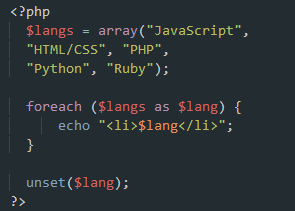 <?php
$langs = array("JavaScript",
"HTML/CSS", "PHP",
"Python", "Ruby");
foreach ($langs as $lang) {
echo "<li>$lang</li>";
}
unset($lang);
?>